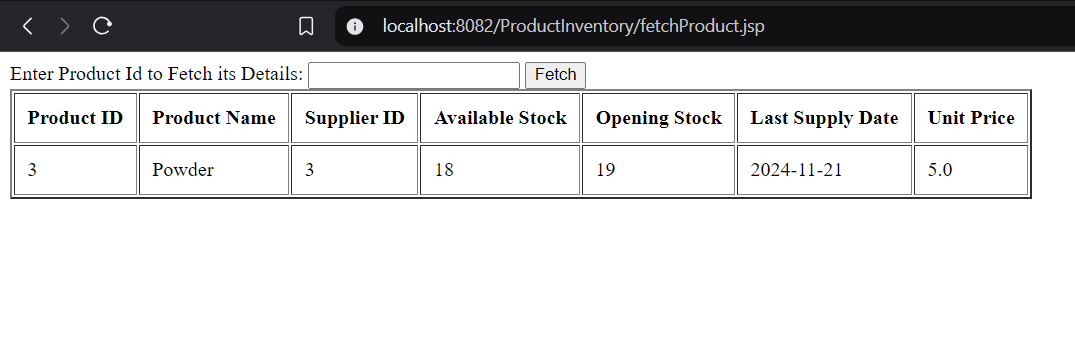 localhost:8082/ProductInventory/fetchProduct.jsp
Enter Product Id to Fetch its Details: Fetch
Product ID Product Name Supplier ID Available Stock Opening Stock Last Supply Date Unit Price
3 Powder 3 18 19 2024-11-21 5.0